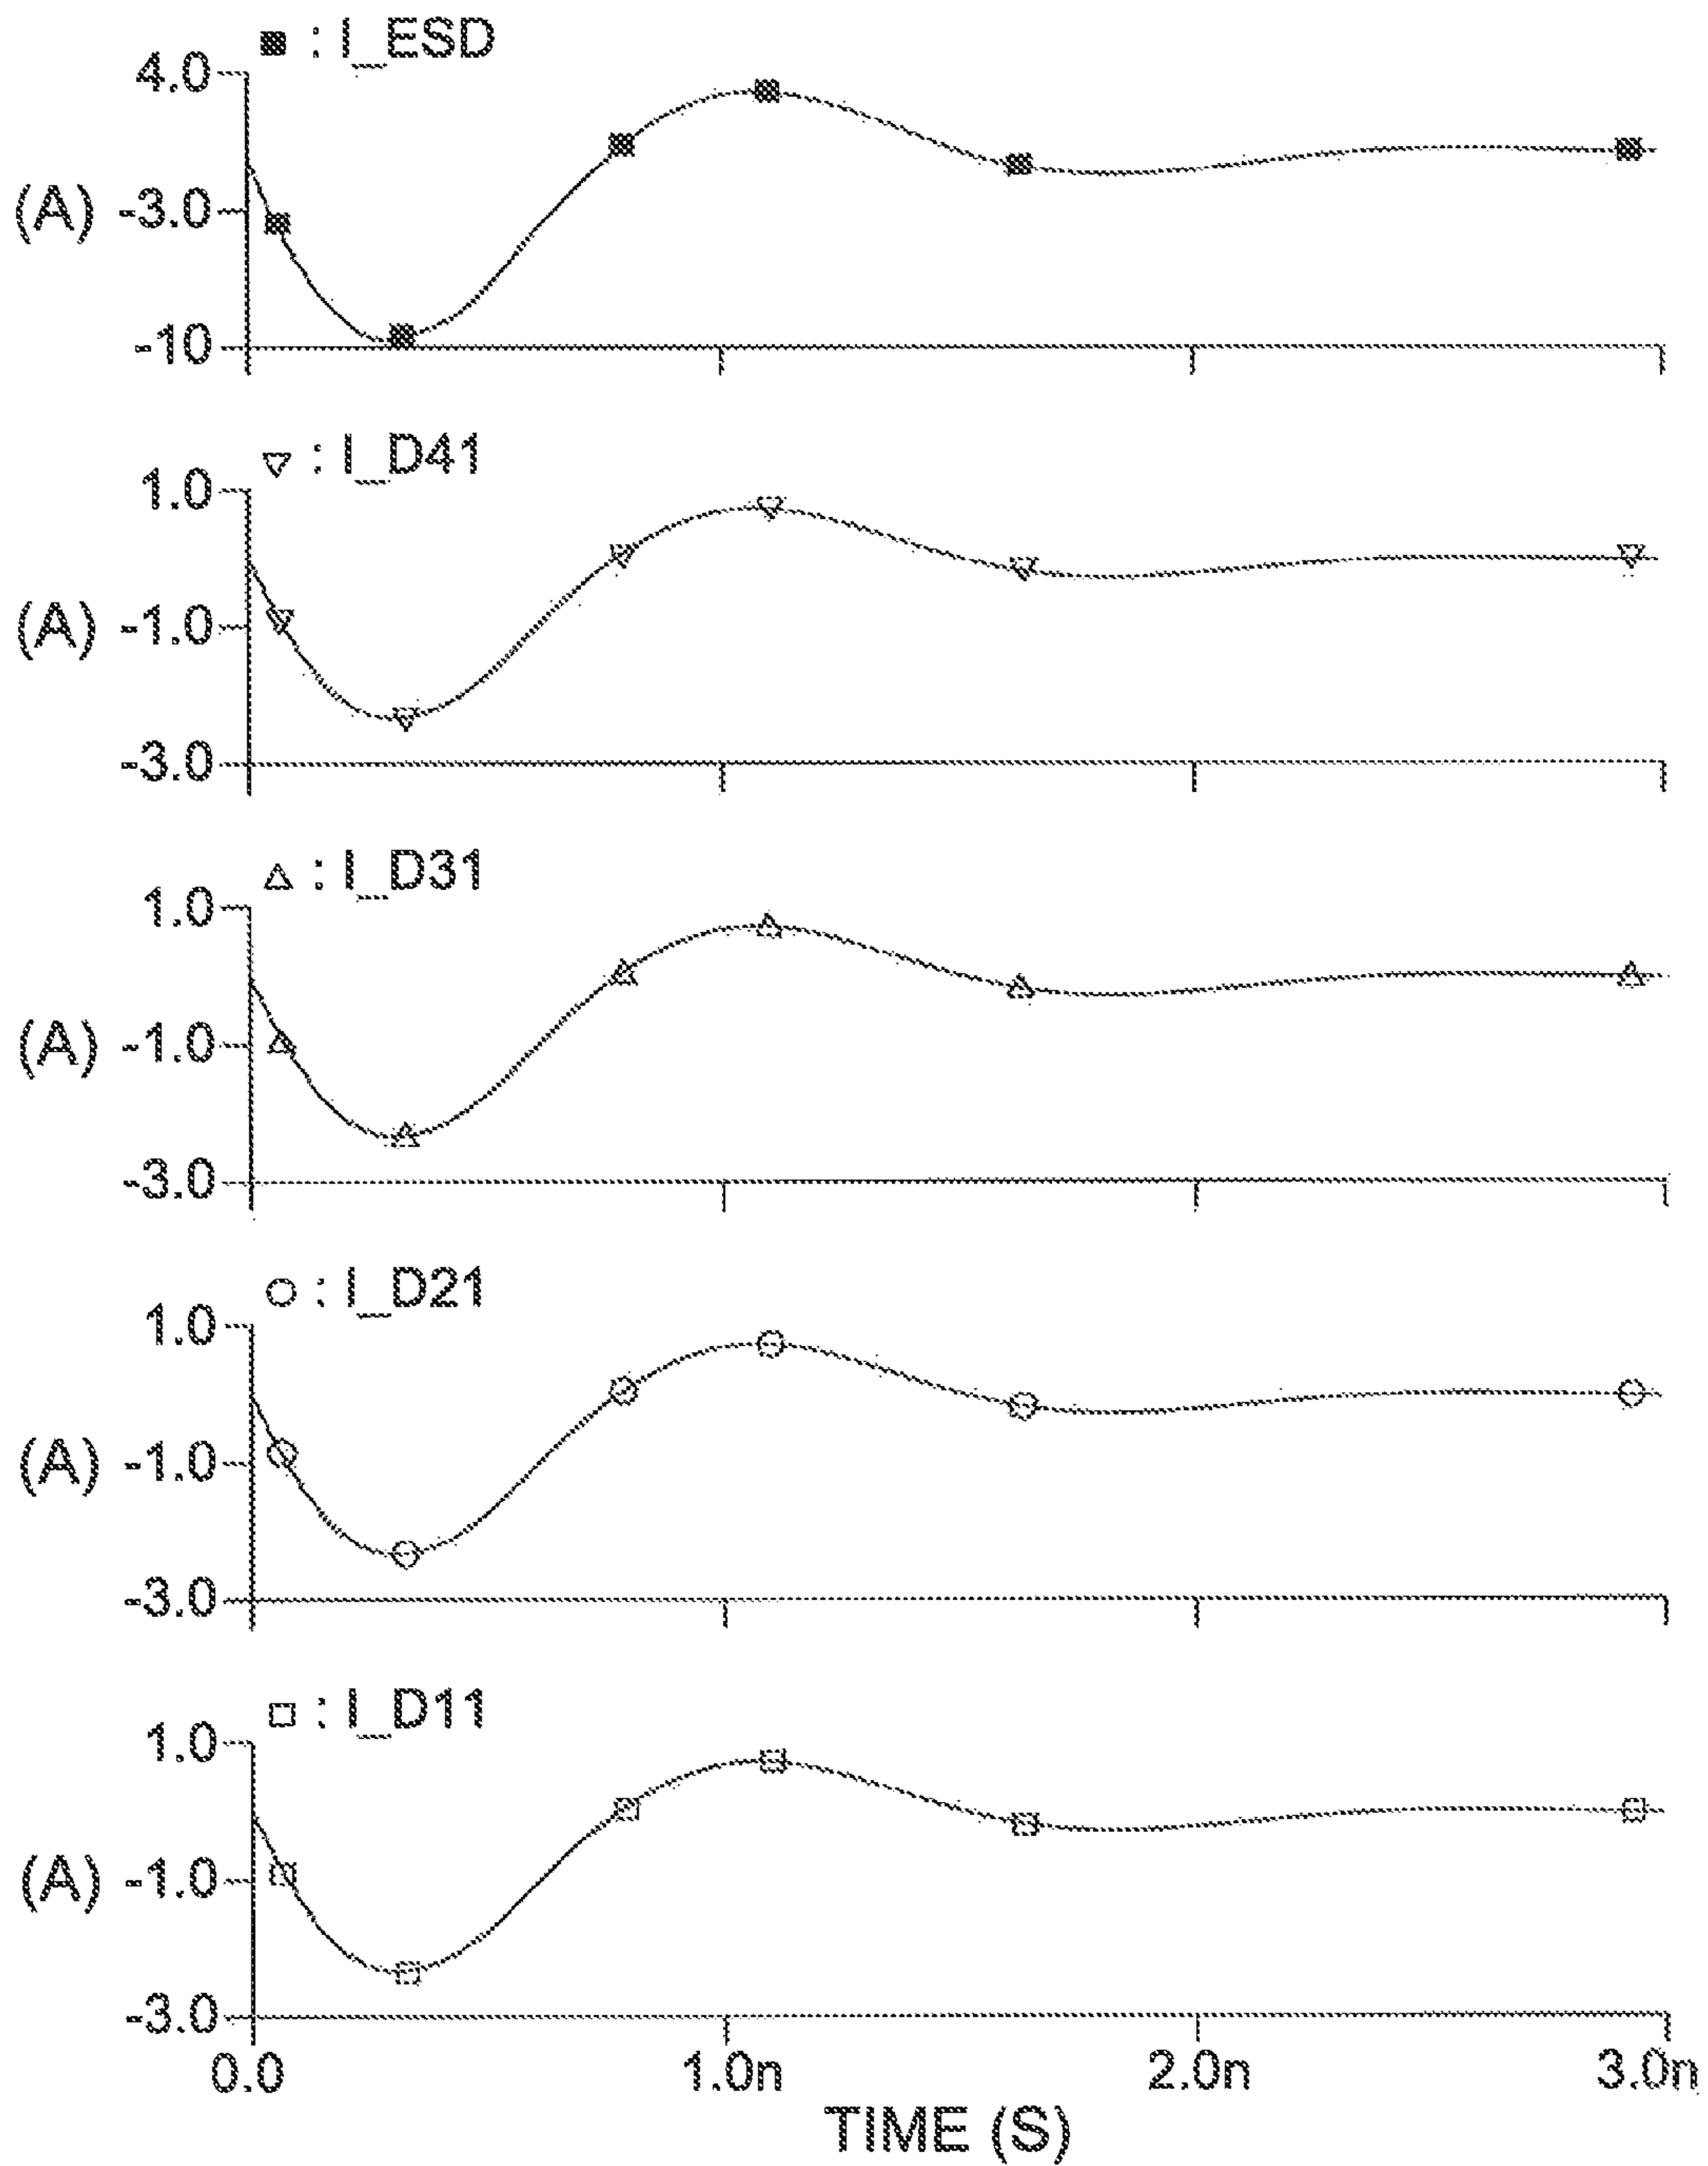 : I_ESD
4.0
(A) -3.0
-10
: I_D41
1.0
(A) -1.0
-3.0
: I_D31
1.0
(A) -1.0
-3.0
: I_D21
1.0
(A) -1.0
-3.0
: I_D11
1.0
(A) -1.0
-3.0
0.0 1.0n 2.0n 3.0n
TIME (S)